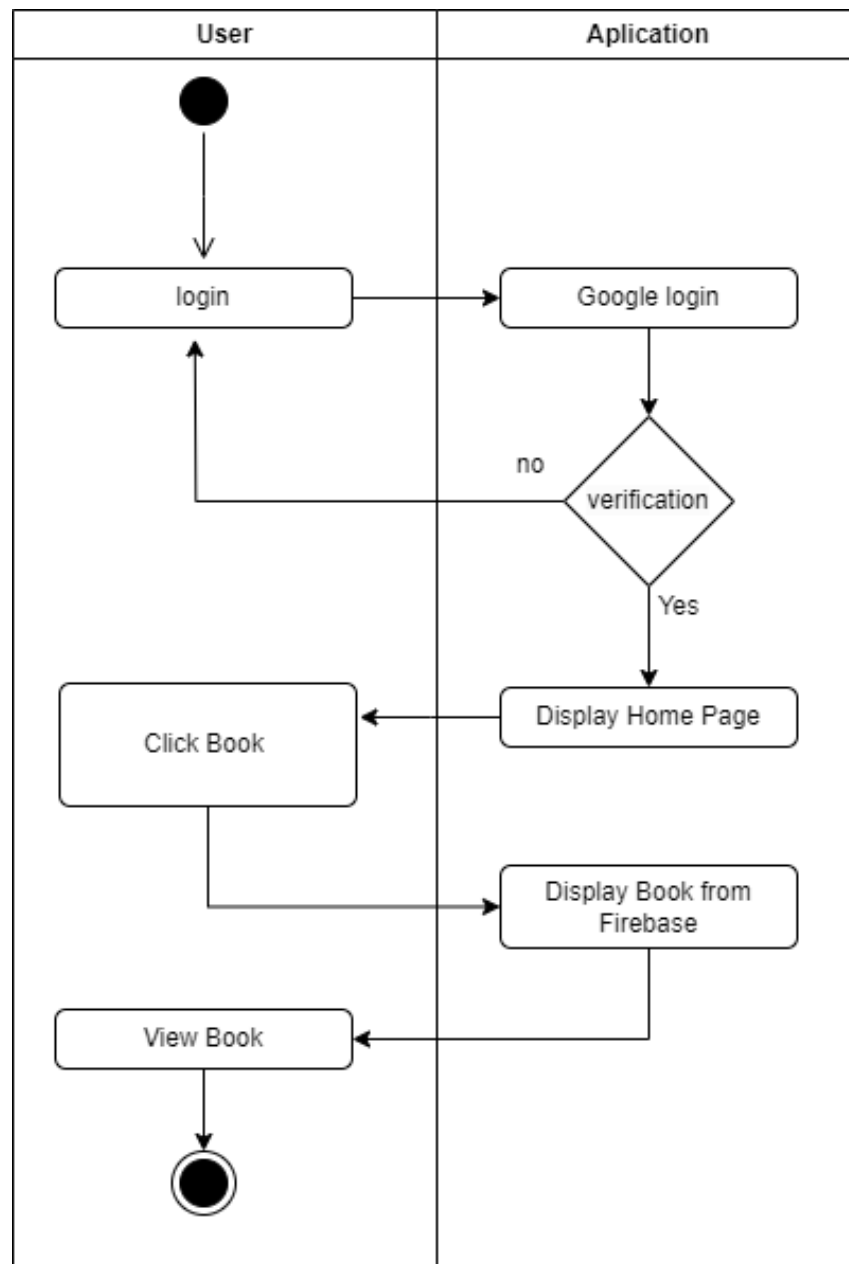 User
Aplication
login
Google login
no
verification
Yes
Click Book
Display Home Page
Display Book from
Firebase
View Book